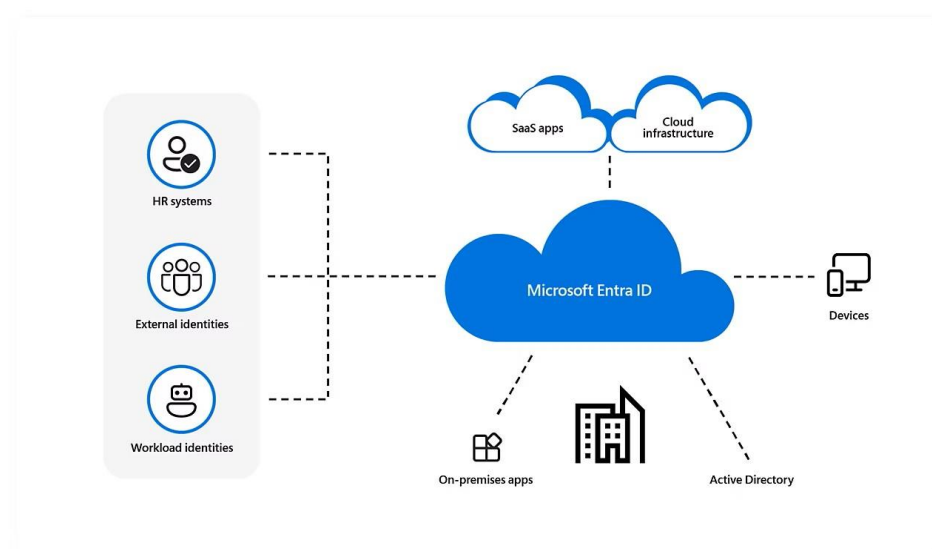 SaaS apps
Cloud
infrastructure
HR systems
Microsoft Entra ID
External identities
Devices
Workload identities
On-premises apps
Active Directory